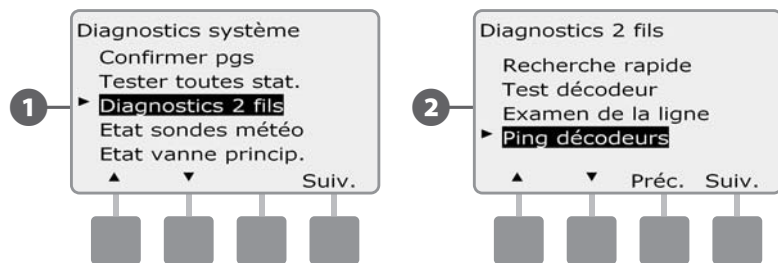 Diagnostics système
Confirmer pgs
Tester toutes stat.
1
Diagnostics 2 fils
Etat sondes météo
Etat vanne princip.
Suiv.
Diagnostics 2 fils
Recherche rapide
Test décodeur
2
Examen de la ligne
Ping décodeurs
Préc. Suiv.